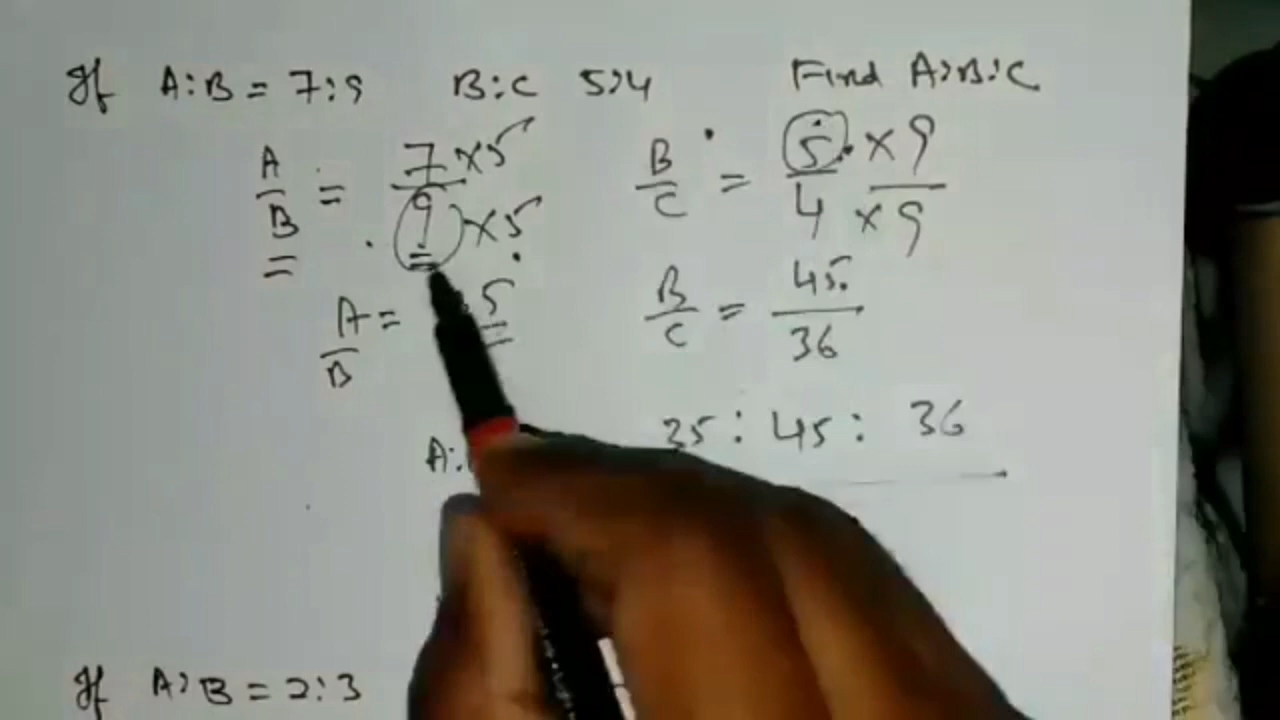 If A:B = 7:9 B:C 5:4 Find A:B:C
A/B = 7×5/9×5 B/C = 5×9/4×9
A/B = 5 B/C = 45/36
A: 35 : 45 : 36
If A:B = 2:3